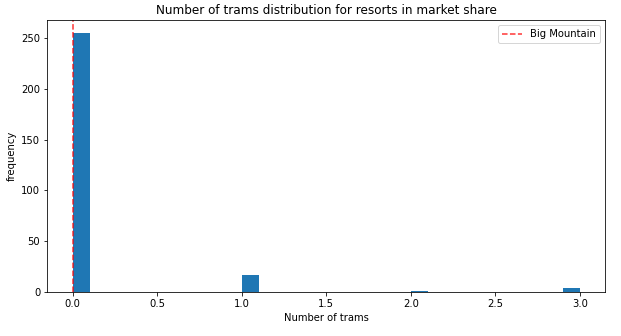 Number of trams distribution for resorts in market share
Big Mountain
frequency
250
200
150
100
50
0
0.0 0.5 1.0 1.5 2.0 2.5 3.0
Number of trams